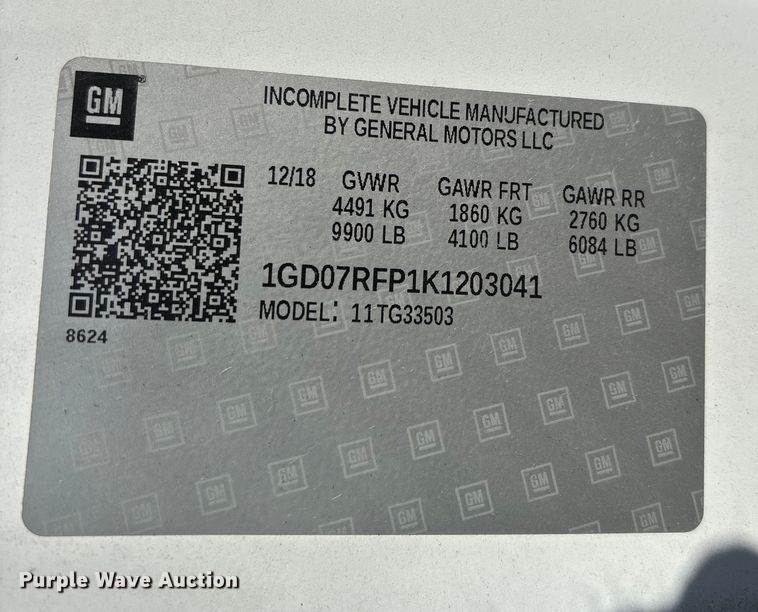 GM
INCOMPLETE VEHICLE MANUFACTURED
BY GENERAL MOTORS LLC
12/18 GVWR GAWR FRT GAWR RR
4491 KG 1860 KG 2760 KG
9900 LB 4100 LB 6084 LB
1GD07RFP1K1203041
MODEL: 11TG33503
8624
Purple Wave Auction